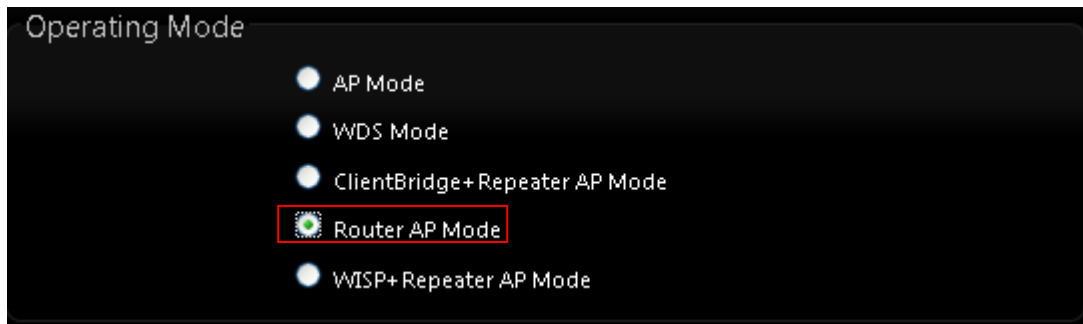 Operating Mode
AP Mode
WDS Mode
ClientBridge+Repeater AP Mode
Router AP Mode
WISP+Repeater AP Mode